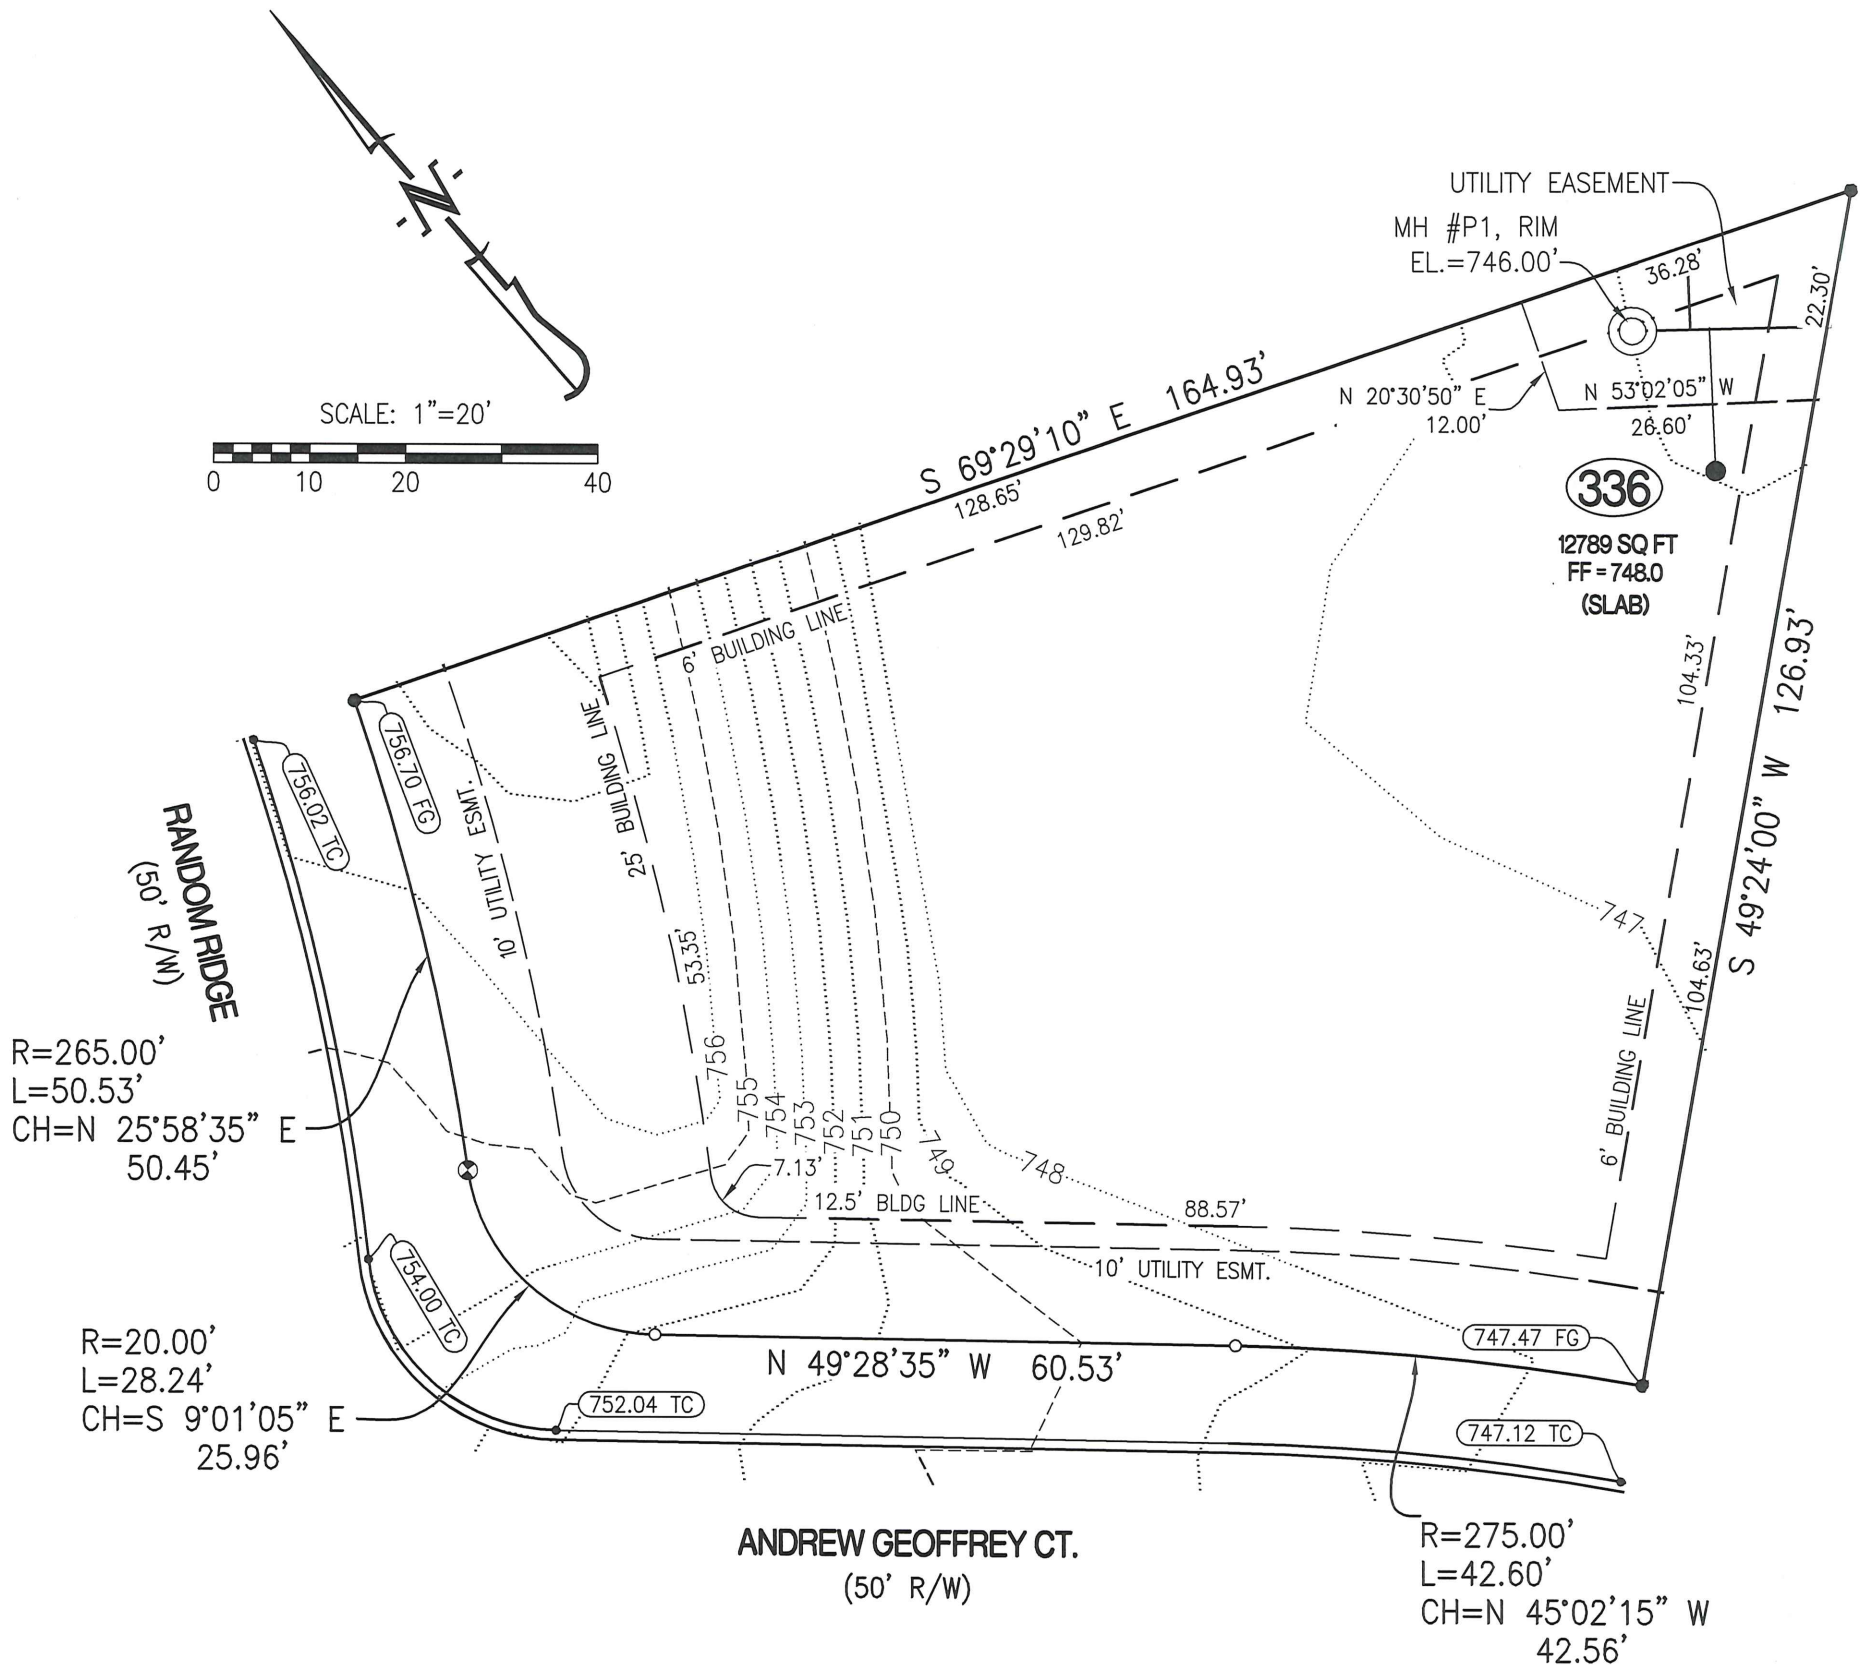 N
SCALE: 1"=20'
0 10 20 40
UTILITY EASEMENT
MH #P1, RIM
EL.=746.00'
36.28'
22.30'
S 69°29'10" E 164.93'
128.65'
129.82'
N 20°30'50" E
12.00'
N 53°02'05" W
26.60'
336
12789 SQ FT
FF = 748.0
(SLAB)
104.33'
S 49°24'00" W 126.93'
104.63'
6' BUILDING LINE
6' BUILDING LINE
25' BUILDING LINE
53.35'
10' UTILITY ESMT.
756.70 FG
756.02 TC
RANDOM RIDGE
(50' R/W)
R=265.00'
L=50.53'
CH=N 25°58'35" E
50.45'
756
755
754
753
752
751
750
749
748
747
7.13'
12.5' BLDG LINE
88.57'
10' UTILITY ESMT.
754.00 TC
R=20.00'
L=28.24'
CH=S 9°01'05" E
25.96'
752.04 TC
N 49°28'35" W 60.53'
747.47 FG
747.12 TC
ANDREW GEOFFREY CT.
(50' R/W)
R=275.00'
L=42.60'
CH=N 45°02'15" W
42.56'